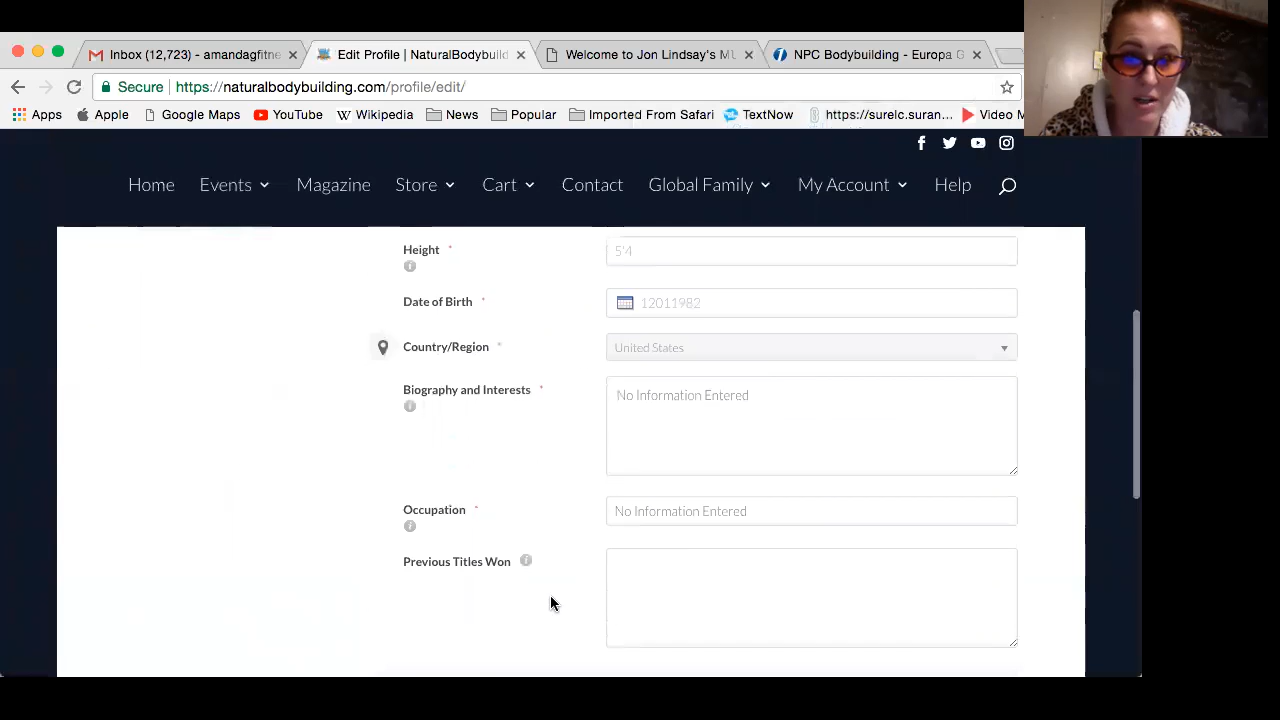 Inbox (12,723) - amandagfitne
Edit Profile | NaturalBodybuild
Welcome to Jon Lindsay's MU
NPC Bodybuilding - Europa G
Secure https://naturalbodybuilding.com/profile/edit/
Apps Apple Google Maps YouTube Wikipedia News Popular Imported From Safari TextNow https://surelc.suran... Video M
Home Events Magazine Store Cart Contact Global Family My Account Help
Height * 5'4
Date of Birth * 12011982
Country/Region * United States
Biography and Interests * No Information Entered
Occupation * No Information Entered
Previous Titles Won